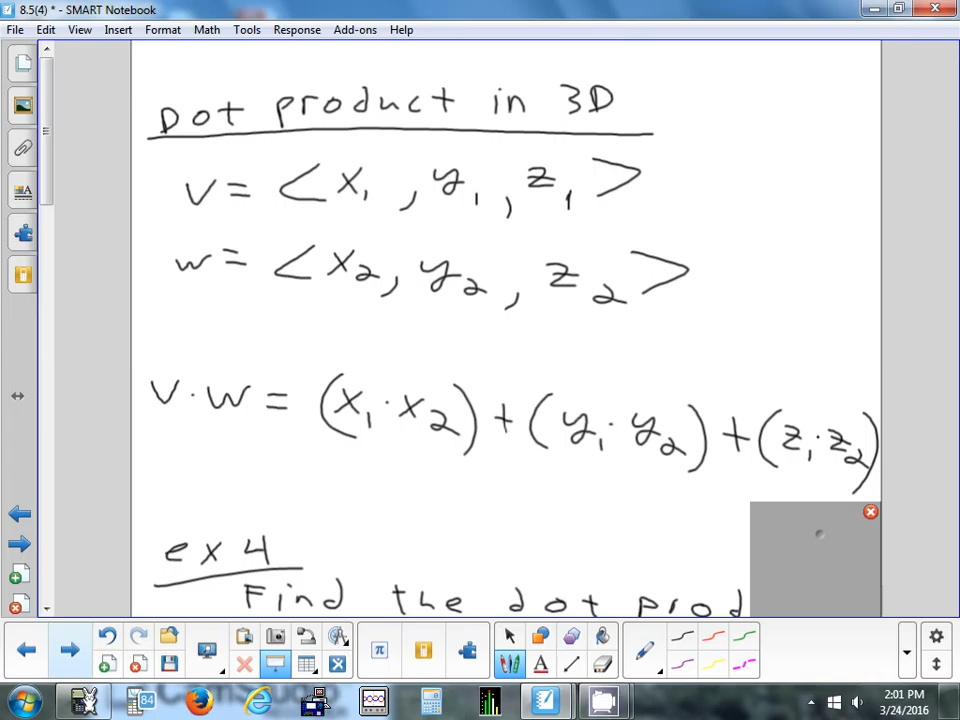 8.5(4) * - SMART Notebook
File Edit View Insert Format Math Tools Response Add-ons Help
Dot product in 3D
v = <x₁, y₁, z₁>
w = <x₂, y₂, z₂>
v·w = (x₁·x₂) + (y₁·y₂) + (z₁·z₂)
ex 4
Find the dot prod
π
A
84
2:01 PM
3/24/2016